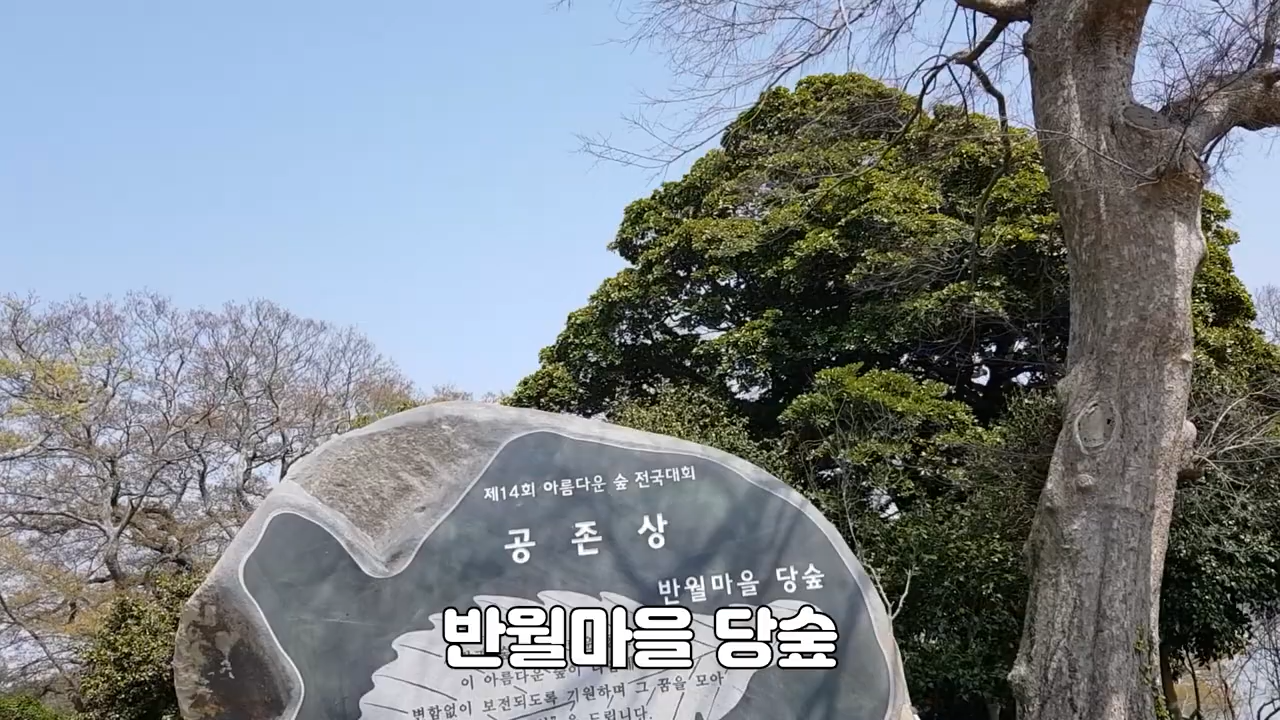 제14회 아름다운 숲 전국대회
공 존 상
반월마을 당숲
반월마을 당숲
이 아름다운 숲이
변함없이 보전되도록 기원하며 그 꿈을 모아
을 드립니다.